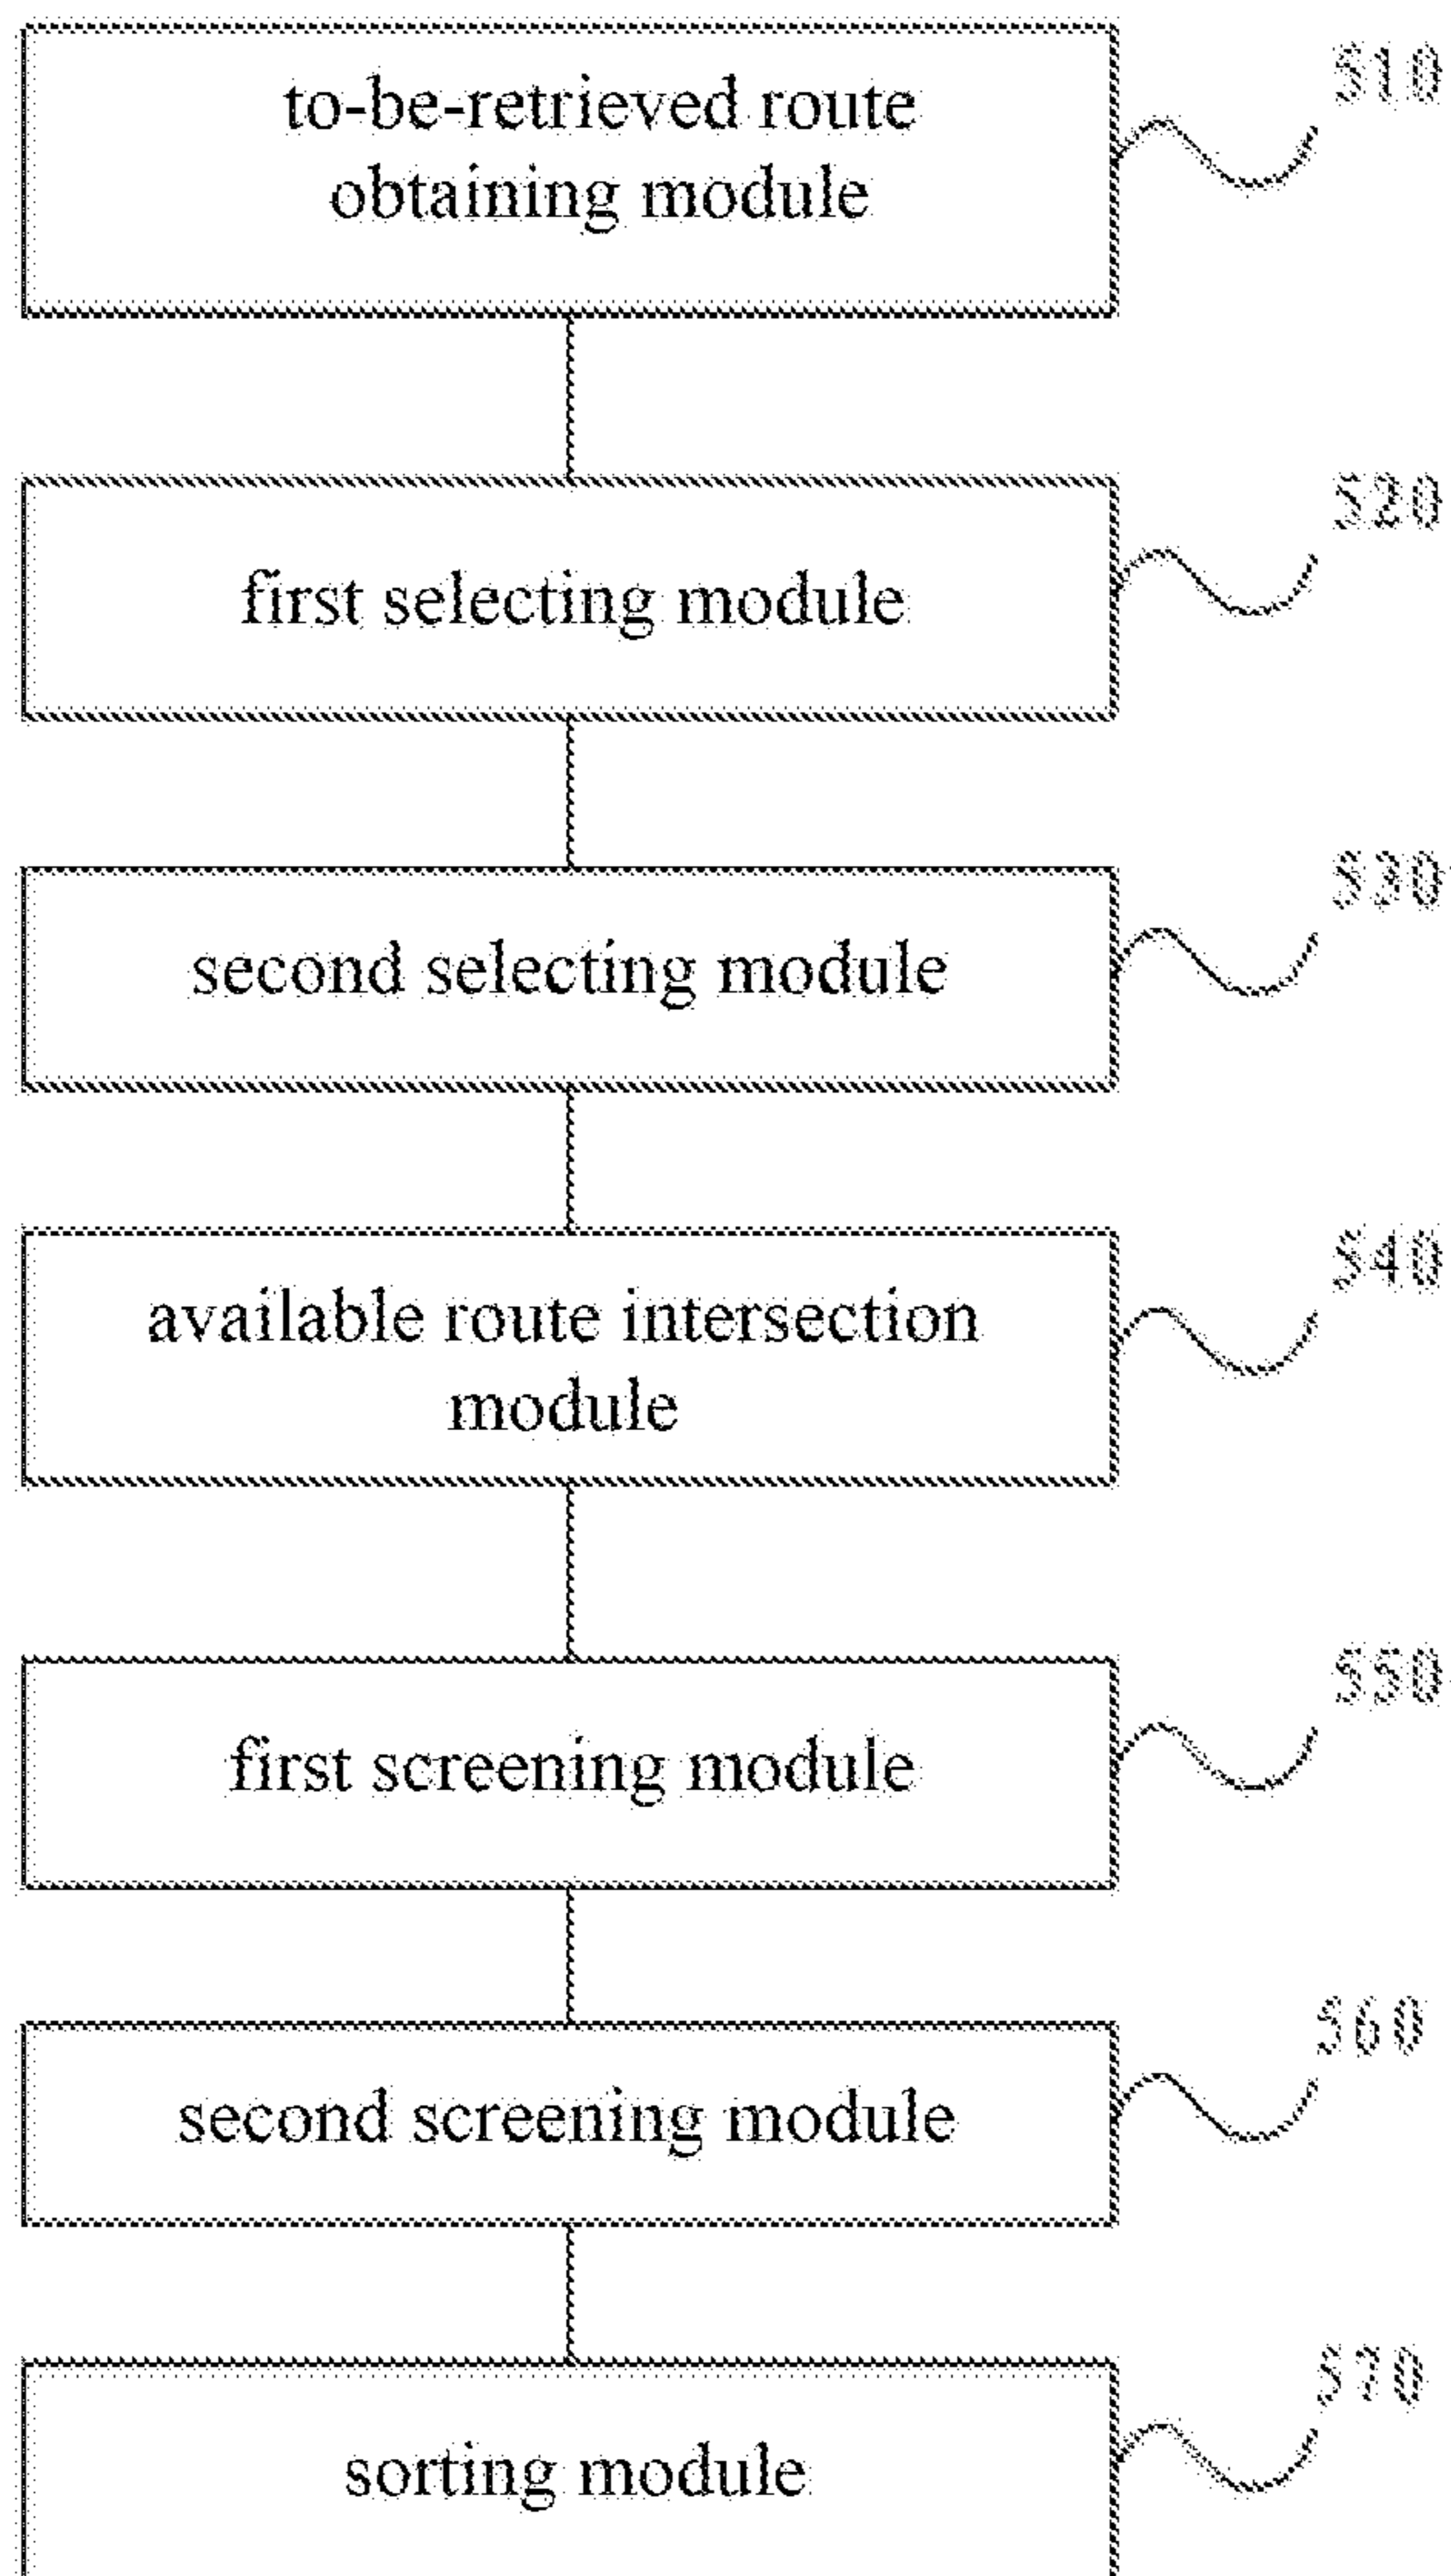 to-be-retrieved route
obtaining module
510
first selecting module
520
second selecting module
530
available route intersection
module
540
first screening module
550
second screening module
560
sorting module
570